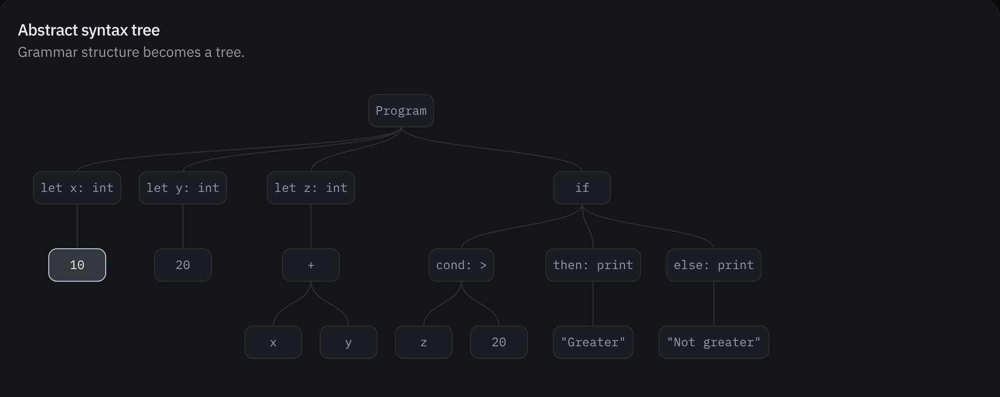 Abstract syntax tree
Grammar structure becomes a tree.
Program
let x: int
let y: int
let z: int
if
10
20
+
cond: >
then: print
else: print
x
y
z
20
"Greater"
"Not greater"